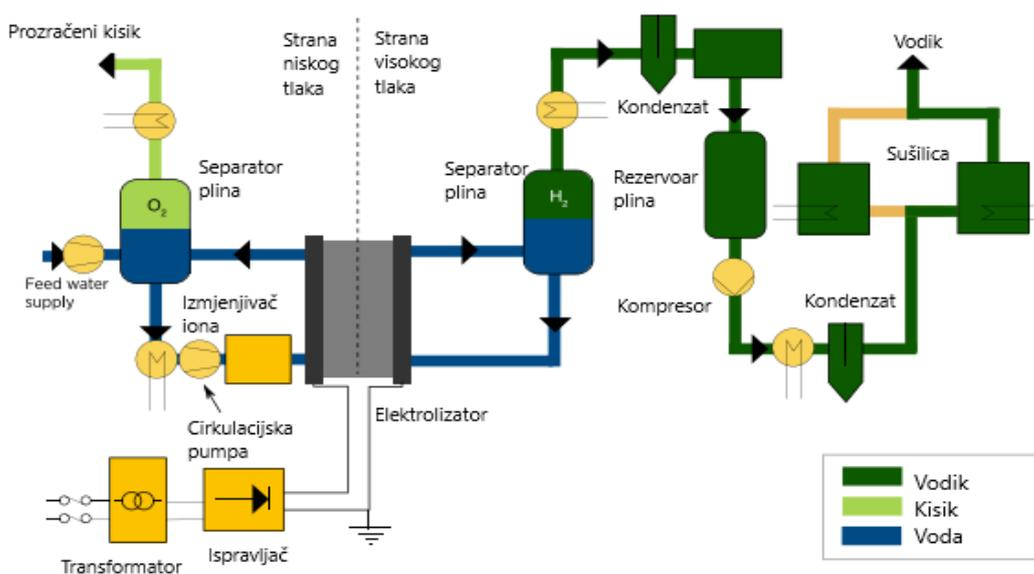 Prozračeni kisik
Strana
niskog
tlaka
Strana
visokog
tlaka
Vodik
Kondenzat
Separator
plina
Separator
plina
Rezervoar
plina
Sušilica
O2
H2
Feed water
supply
Izmjenjivač
iona
Kompresor
Kondenzat
Cirkulacijska
pumpa
Elektrolizator
Transformator
Ispravljač
Vodik
Kisik
Voda